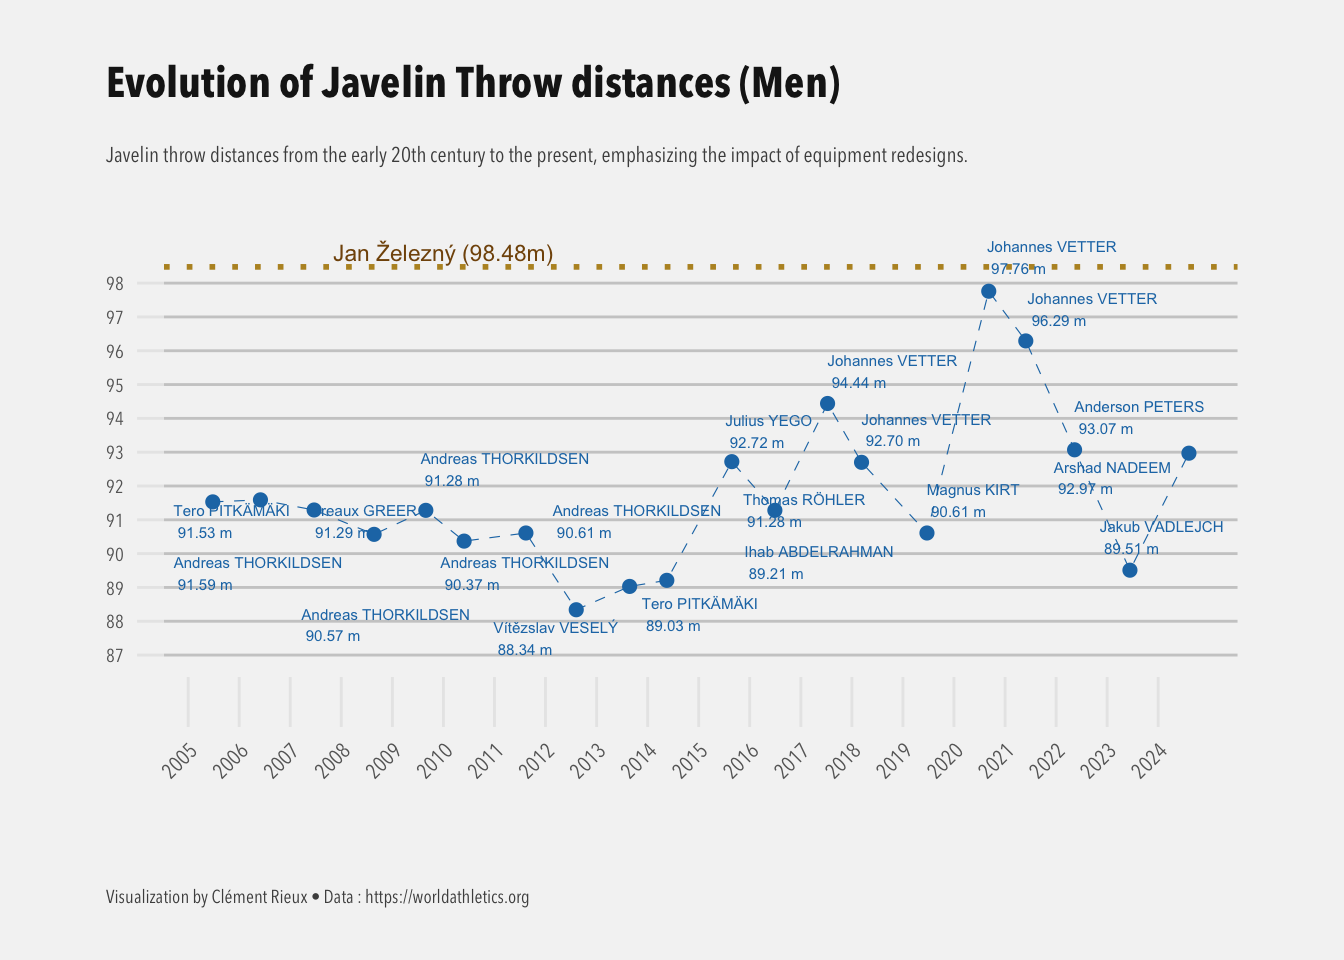 Evolution of Javelin Throw distances (Men)
Javelin throw distances from the early 20th century to the present, emphasizing the impact of equipment redesigns.
Jan Železný (98.48m)
Johannes VETTER
97.76 m
Johannes VETTER
96.29 m
Johannes VETTER
94.44 m
Anderson PETERS
93.07 m
Julius YEGO
92.72 m
Johannes VETTER
92.70 m
Andreas THORKILDSEN
91.28 m
Arshad NADEEM
92.97 m
Magnus KIRT
90.61 m
Thomas RÖHLER
91.28 m
Tero PITKÄMÄKI
91.53 m
GREER
91.29 m
Andreas THORKILDSEN
90.61 m
Jakub VADLEJCH
89.51 m
Ihab ABDELRAHMAN
89.21 m
Andreas THORKILDSEN
91.59 m
Andreas THORKILDSEN
90.37 m
Tero PITKÄMÄKI
89.03 m
Andreas THORKILDSEN
90.57 m
Vítězslav VESELÝ
88.34 m
98
97
96
95
94
93
92
91
90
89
88
87
2005
2006
2007
2008
2009
2010
2011
2012
2013
2014
2015
2016
2017
2018
2019
2020
2021
2022
2023
2024
Visualization by Clément Rieux • Data : https://worldathletics.org